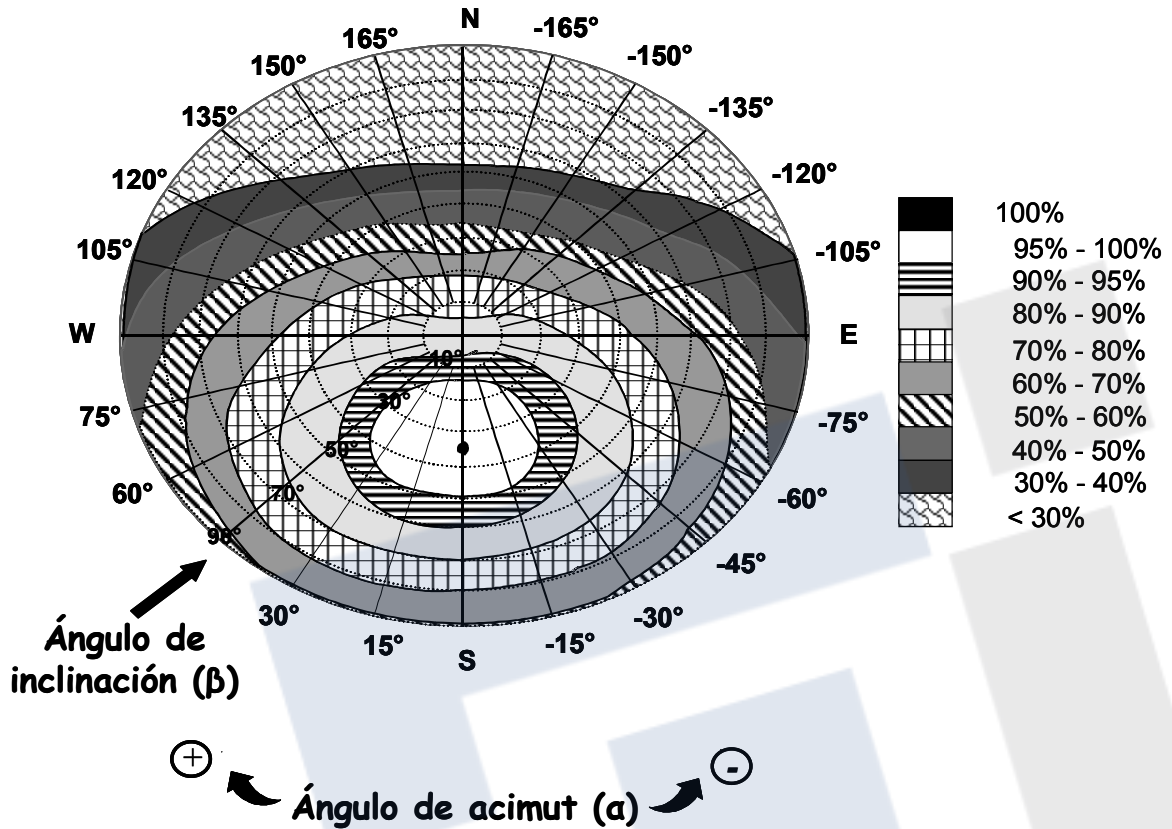 N
165°
-165°
150°
-150°
135°
-135°
120°
-120°
105°
-105°
W
E
75°
-75°
60°
-60°
-45°
30°
-30°
15°
-15°
S
10°
30°
50°
70°
90°
100%
95% - 100%
90% - 95%
80% - 90%
70% - 80%
60% - 70%
50% - 60%
40% - 50%
30% - 40%
< 30%
Ángulo de
inclinación (β)
+
-
Ángulo de acimut (α)